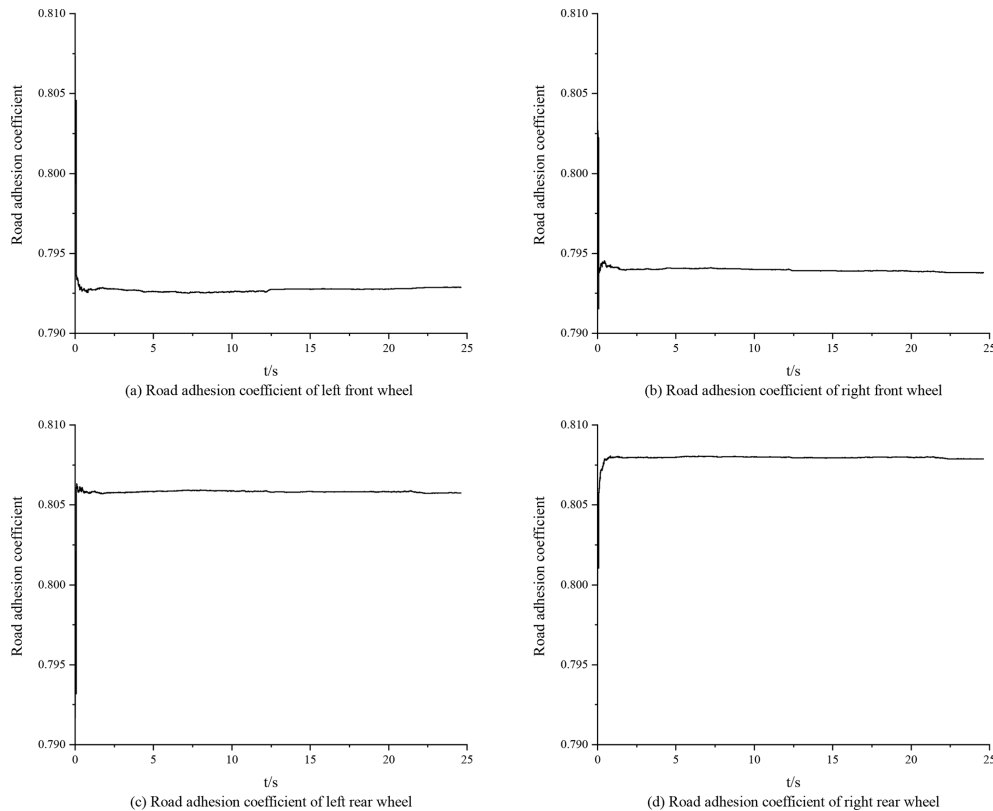 0.810
0.805
0.800
0.795
0.790
Road adhesion coefficient
0 5 10 15 20 25
t/s
(a) Road adhesion coefficient of left front wheel
0.810
0.805
0.800
0.795
0.790
Road adhesion coefficient
0 5 10 15 20 25
t/s
(b) Road adhesion coefficient of right front wheel
0.810
0.805
0.800
0.795
0.790
Road adhesion coefficient
0 5 10 15 20 25
t/s
(c) Road adhesion coefficient of left rear wheel
0.810
0.805
0.800
0.795
0.790
Road adhesion coefficient
0 5 10 15 20 25
t/s
(d) Road adhesion coefficient of right rear wheel